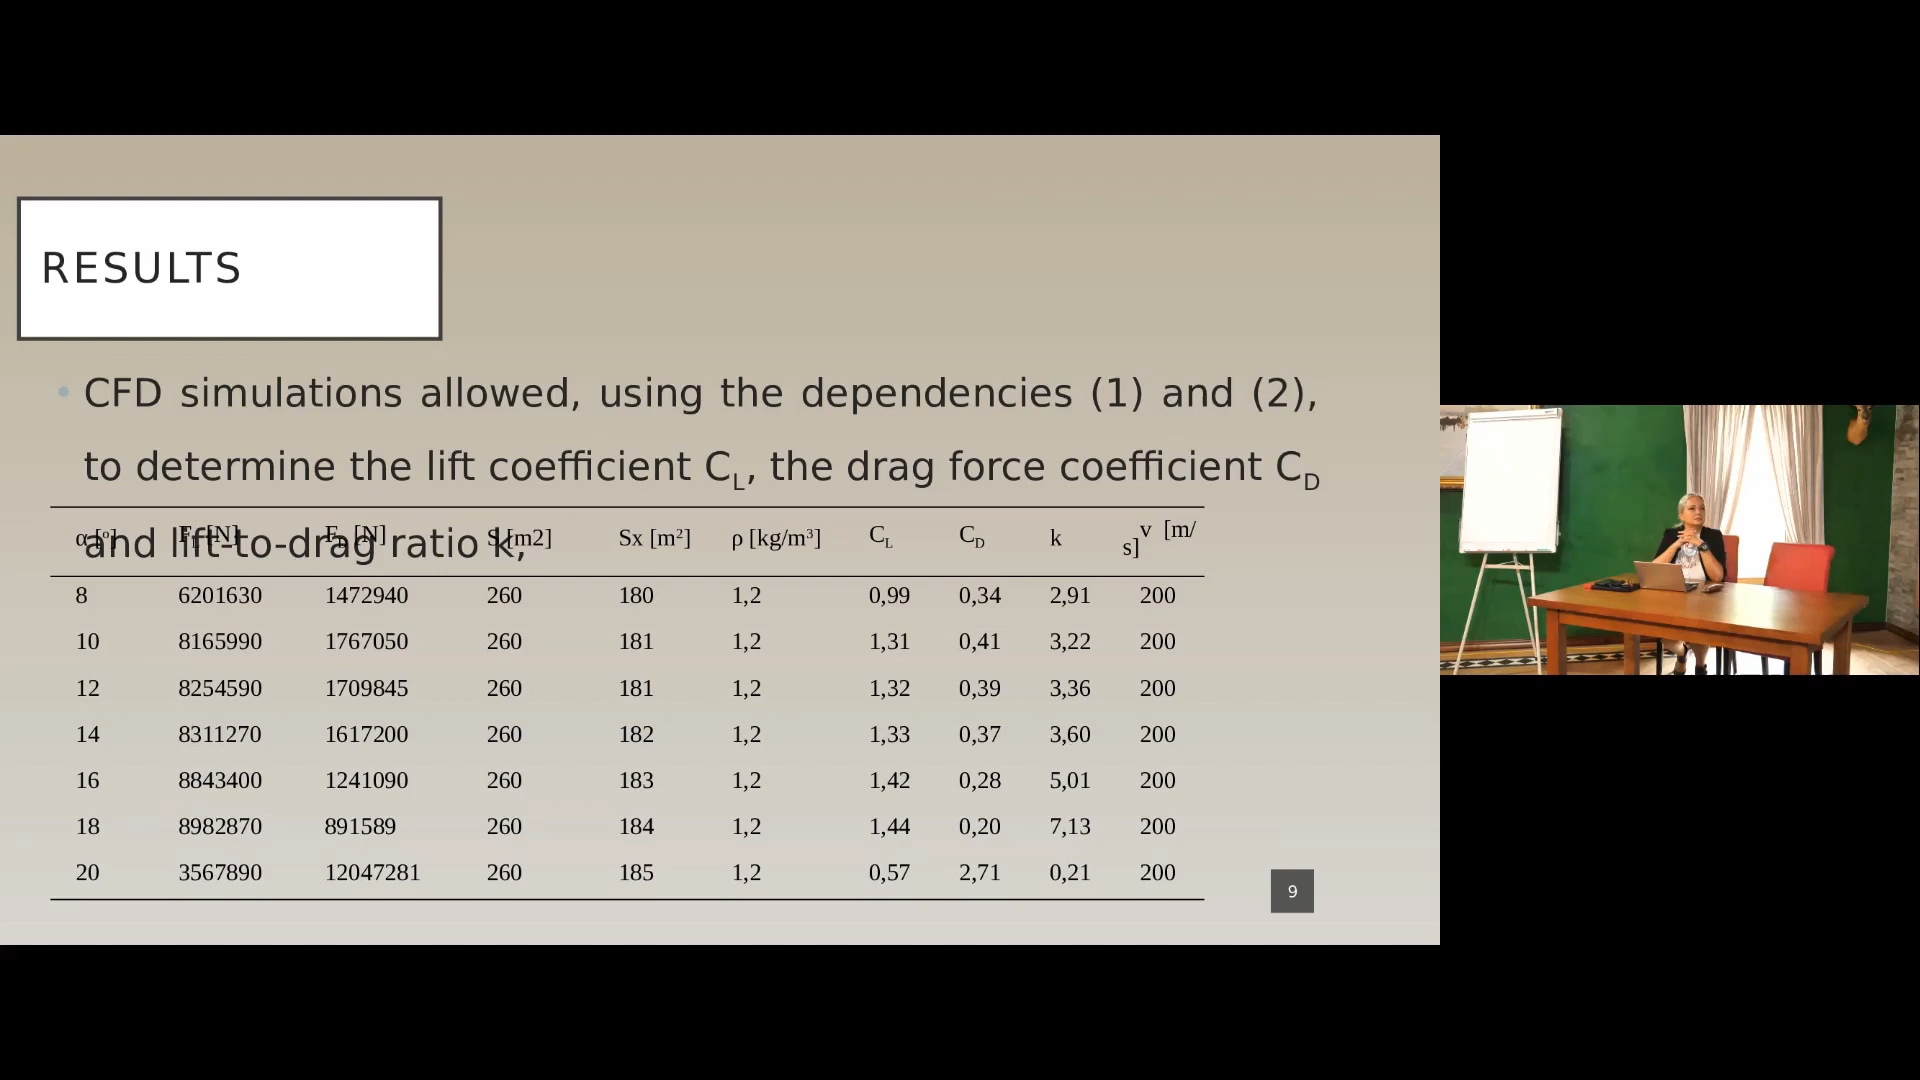 RESULTS
• CFD simulations allowed, using the dependencies (1) and (2),
to determine the lift coefficient CL, the drag force coefficient CD
and lift-to-drag ratio k,
α [º] FL [N] FD [N] S [m2] Sx [m²] ρ [kg/m³] CL CD k v [m/s]
8 6201630 1472940 260 180 1,2 0,99 0,34 2,91 200
10 8165990 1767050 260 181 1,2 1,31 0,41 3,22 200
12 8254590 1709845 260 181 1,2 1,32 0,39 3,36 200
14 8311270 1617200 260 182 1,2 1,33 0,37 3,60 200
16 8843400 1241090 260 183 1,2 1,42 0,28 5,01 200
18 8982870 891589 260 184 1,2 1,44 0,20 7,13 200
20 3567890 12047281 260 185 1,2 0,57 2,71 0,21 200
9